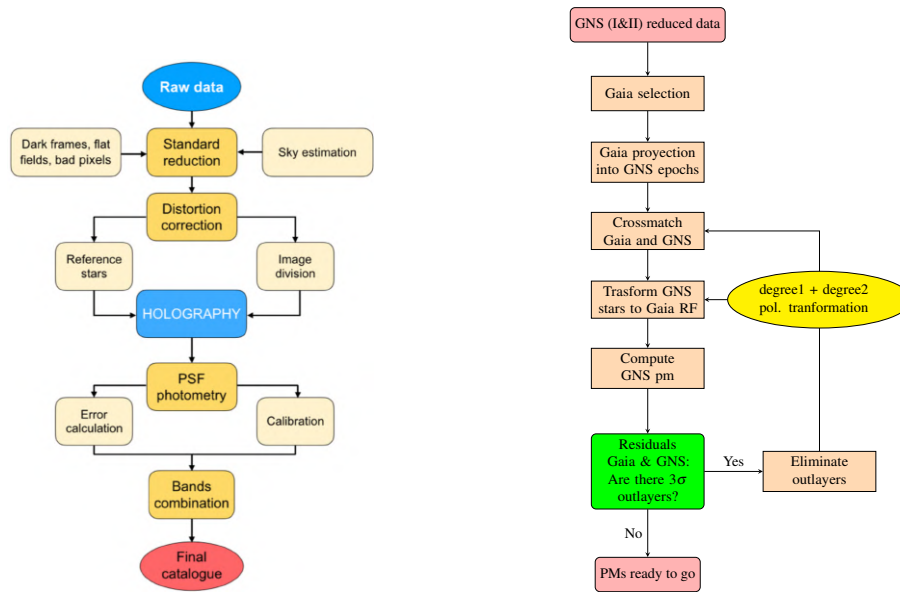 Raw data
Dark frames, flat
fields, bad pixels
Standard
reduction
Sky estimation
Distortion
correction
Reference
stars
Image
division
HOLOGRAPHY
PSF
photometry
Error
calculation
Calibration
Bands
combination
Final
catalogue
GNS (I&II) reduced data
Gaia selection
Gaia proyection
into GNS epochs
Crossmatch
Gaia and GNS
Trasform GNS
stars to Gaia RF
degree1 + degree2
pol. tranformation
Compute
GNS pm
Residuals
Gaia & GNS:
Are there 3σ
outlayers?
Yes
Eliminate
outlayers
No
PMs ready to go